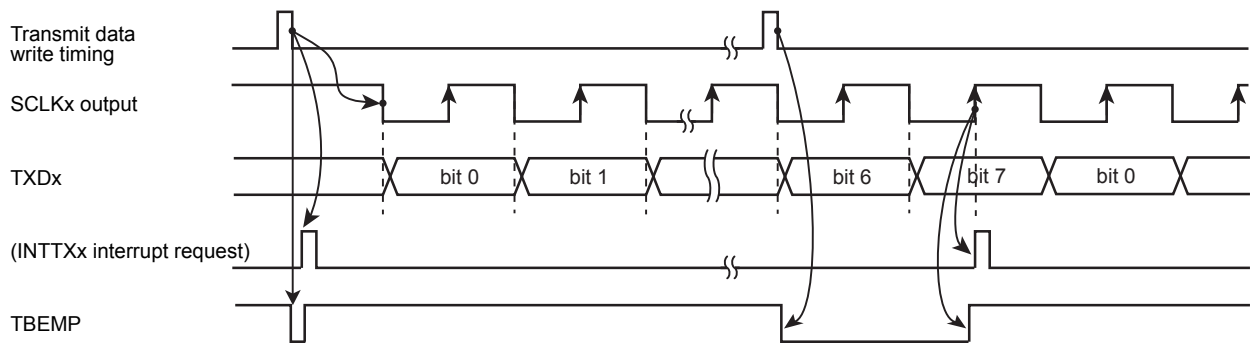 Transmit data
write timing
SCLKx output
TXDx
bit 0
bit 1
bit 6
bit 7
bit 0
(INTTXx interrupt request)
TBEMP